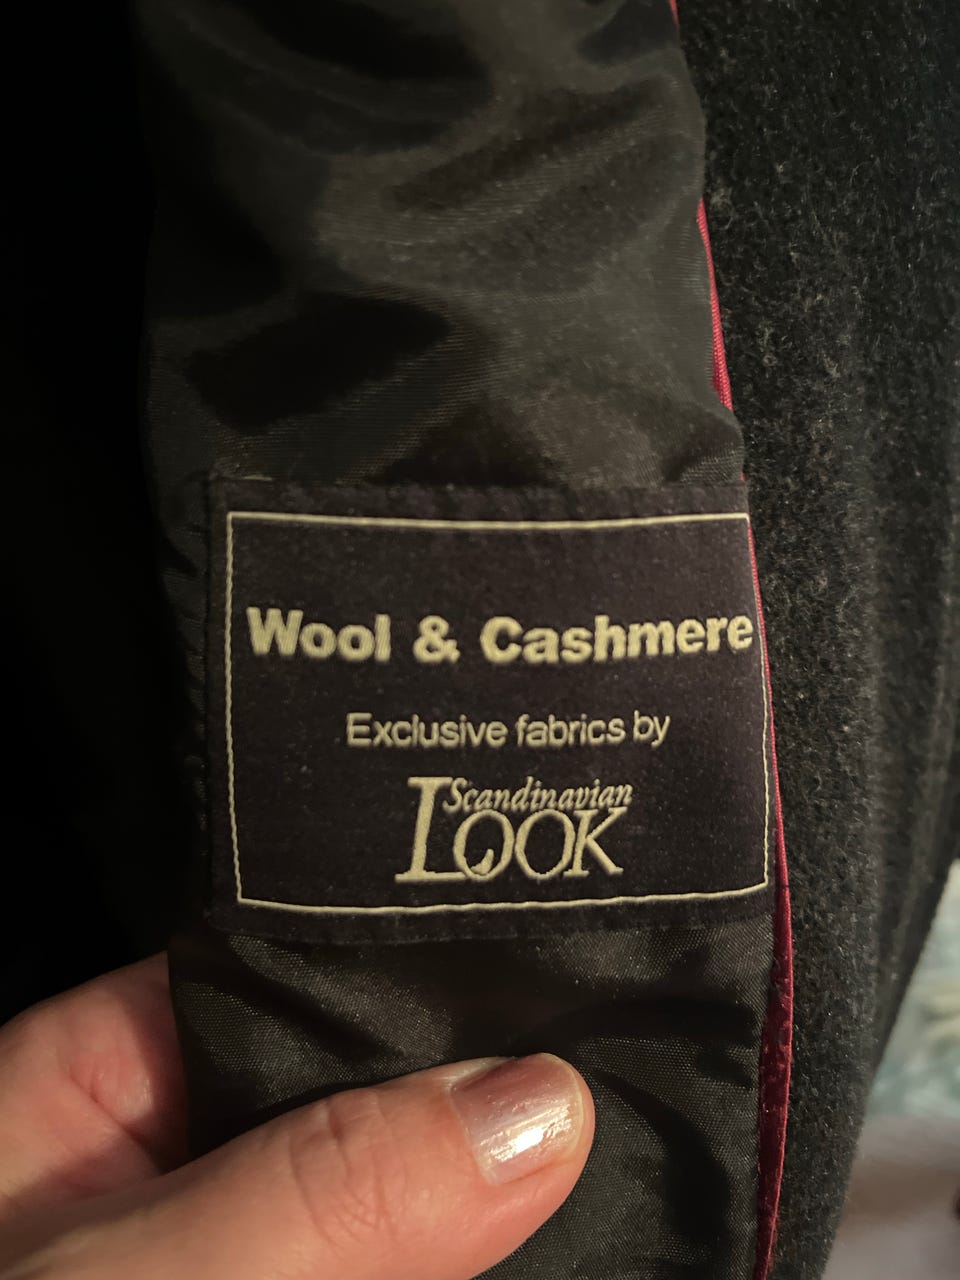 Wool & Cashmere
Exclusive fabrics by
Scandinavian
LOOK